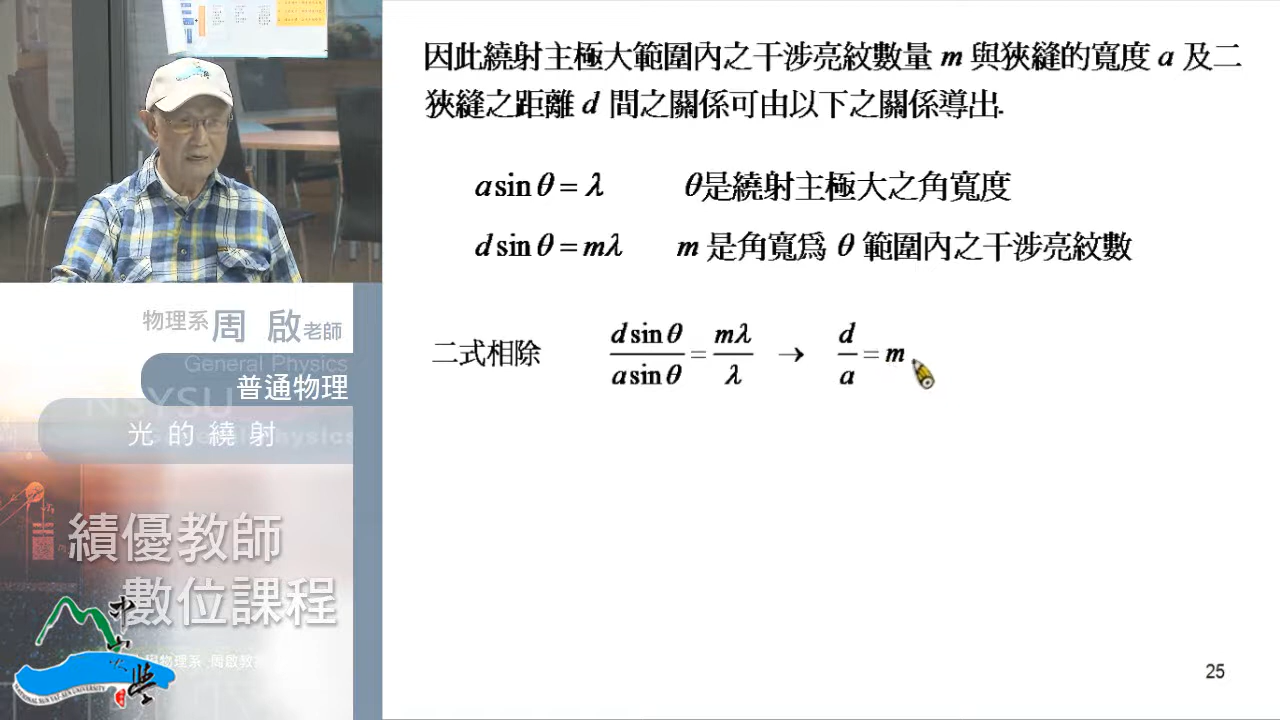 因此繞射主極大範圍內之干涉亮紋數量 m 與狹縫的寬度 a 及二
狹縫之距離 d 間之關係可由以下之關係導出.
a sin θ = λ θ是繞射主極大之角寬度
d sin θ = mλ m 是角寬為 θ 範圍內之干涉亮紋數
二式相除 d sin θ / a sin θ = mλ / λ → d / a = m
物理系 周 啟 老師
General Physics
普通物理
NSYSU
光 的 繞 射
績優教師
數位課程
25